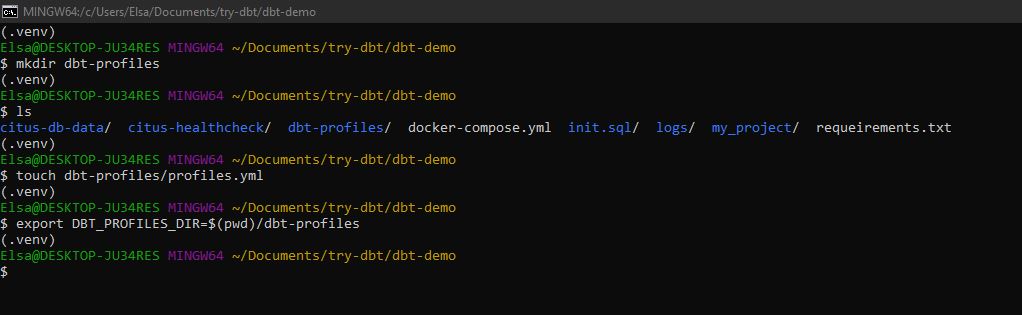 MINGW64:/c/Users/Elsa/Documents/try-dbt/dbt-demo
(.venv)
Elsa@DESKTOP-JU34RES MINGW64 ~/Documents/try-dbt/dbt-demo
$ mkdir dbt-profiles
(.venv)
Elsa@DESKTOP-JU34RES MINGW64 ~/Documents/try-dbt/dbt-demo
$ ls
citus-db-data/  citus-healthcheck/  dbt-profiles/  docker-compose.yml  init.sql/  logs/  my_project/  requeirements.txt
(.venv)
Elsa@DESKTOP-JU34RES MINGW64 ~/Documents/try-dbt/dbt-demo
$ touch dbt-profiles/profiles.yml
(.venv)
Elsa@DESKTOP-JU34RES MINGW64 ~/Documents/try-dbt/dbt-demo
$ export DBT_PROFILES_DIR=$(pwd)/dbt-profiles
(.venv)
Elsa@DESKTOP-JU34RES MINGW64 ~/Documents/try-dbt/dbt-demo
$